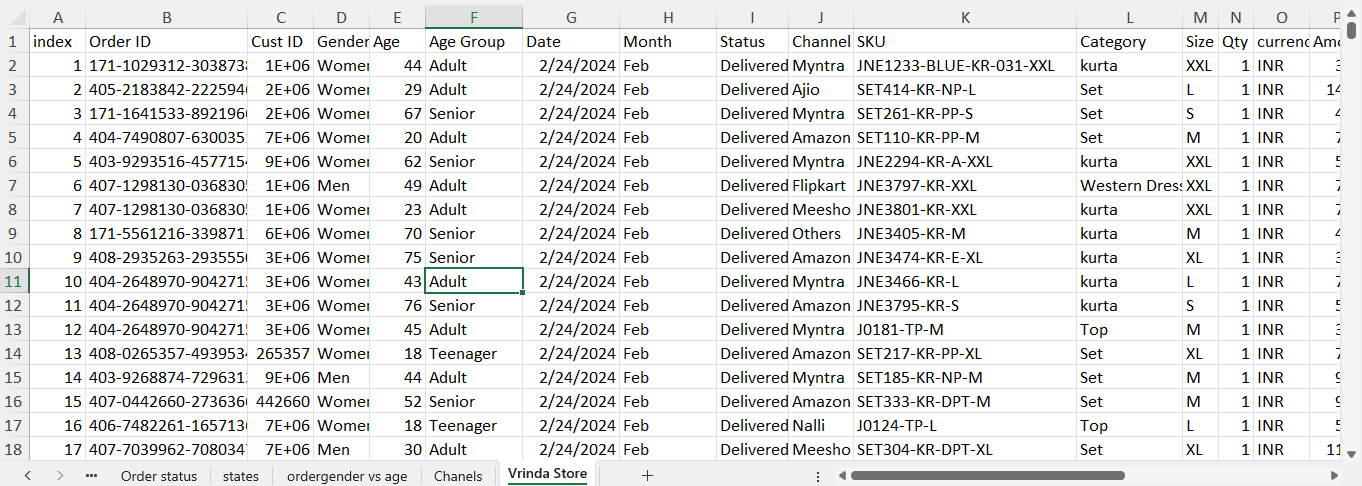 A B C D E F G H I J K L M N O P
1 index Order ID Cust ID Gender Age Age Group Date Month Status Channel SKU Category Size Qty currenc Amo
2 1 171-1029312-303873 1E+06 Women 44 Adult 2/24/2024 Feb Delivered Myntra JNE1233-BLUE-KR-031-XXL kurta XXL 1 INR 3
3 2 405-2183842-222594 2E+06 Women 29 Adult 2/24/2024 Feb Delivered Ajio SET414-KR-NP-L Set L 1 INR 14
4 3 171-1641533-892196 2E+06 Women 67 Senior 2/24/2024 Feb Delivered Myntra SET261-KR-PP-S Set S 1 INR 4
5 4 404-7490807-630035 7E+06 Women 20 Adult 2/24/2024 Feb Delivered Amazon SET110-KR-PP-M Set M 1 INR 7
6 5 403-9293516-457715 9E+06 Women 62 Senior 2/24/2024 Feb Delivered Myntra JNE2294-KR-A-XXL kurta XXL 1 INR 5
7 6 407-1298130-036830 1E+06 Men 49 Adult 2/24/2024 Feb Delivered Flipkart JNE3797-KR-XXL Western Dress XXL 1 INR 7
8 7 407-1298130-036830 1E+06 Women 23 Adult 2/24/2024 Feb Delivered Meesho JNE3801-KR-XXL kurta XXL 1 INR 7
9 8 171-5561216-339871 6E+06 Women 70 Senior 2/24/2024 Feb Delivered Others JNE3405-KR-M kurta M 1 INR 4
10 9 408-2935263-293555 3E+06 Women 75 Senior 2/24/2024 Feb Delivered Amazon JNE3474-KR-E-XL kurta XL 1 INR 3
11 10 404-2648970-904271 3E+06 Women 43 Adult 2/24/2024 Feb Delivered Myntra JNE3466-KR-L kurta L 1 INR 7
12 11 404-2648970-904271 3E+06 Women 76 Senior 2/24/2024 Feb Delivered Amazon JNE3795-KR-S kurta S 1 INR 5
13 12 404-2648970-904271 3E+06 Women 45 Adult 2/24/2024 Feb Delivered Myntra J0181-TP-M Top M 1 INR 3
14 13 408-0265357-493953 265357 Women 18 Teenager 2/24/2024 Feb Delivered Amazon SET217-KR-PP-XL Set XL 1 INR 7
15 14 403-9268874-729631 9E+06 Men 44 Adult 2/24/2024 Feb Delivered Myntra SET185-KR-NP-M Set M 1 INR 9
16 15 407-0442660-273636 442660 Women 52 Senior 2/24/2024 Feb Delivered Amazon SET333-KR-DPT-M Set M 1 INR 9
17 16 406-7482261-165713 7E+06 Women 18 Teenager 2/24/2024 Feb Delivered Nalli J0124-TP-L Top L 1 INR 5
18 17 407-7039962-708034 7E+06 Men 30 Adult 2/24/2024 Feb Delivered Meesho SET304-KR-DPT-XL Set XL 1 INR 11
Order status states ordergender vs age Chanels Vrinda Store